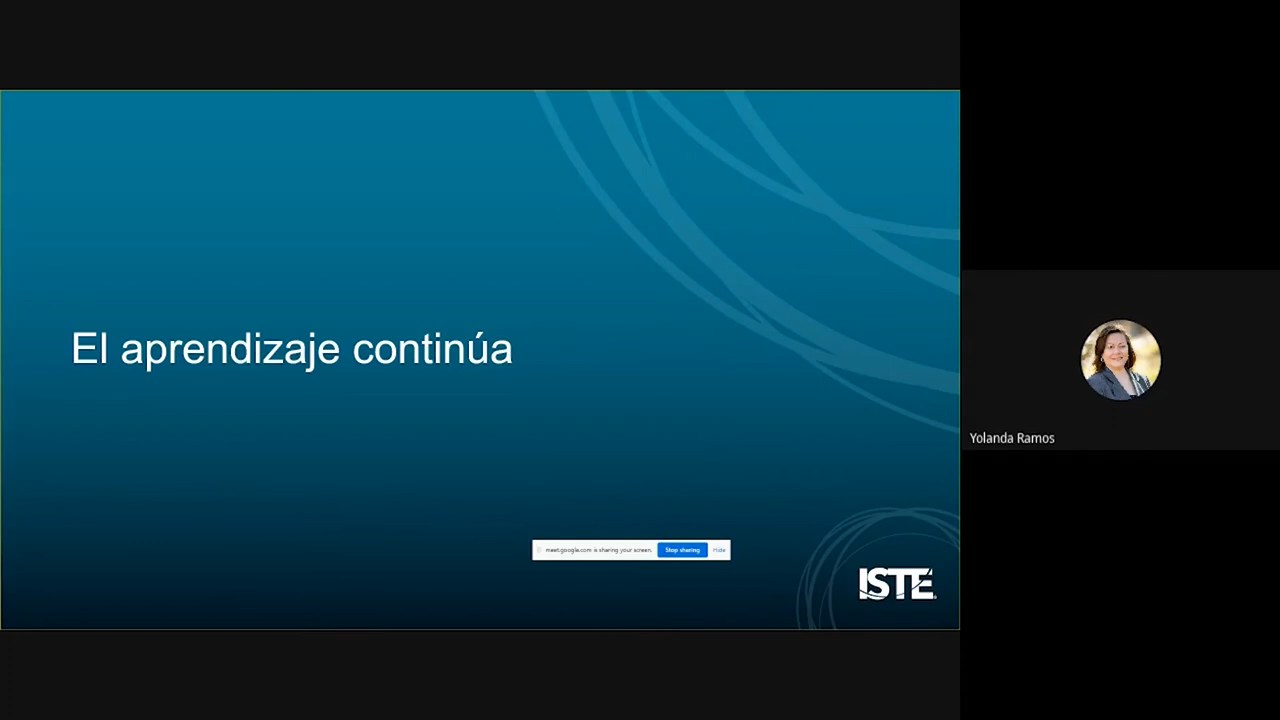 El aprendizaje continúa
Yolanda Ramos
meet.google.com is sharing your screen.
Stop sharing
Hide
ISTE